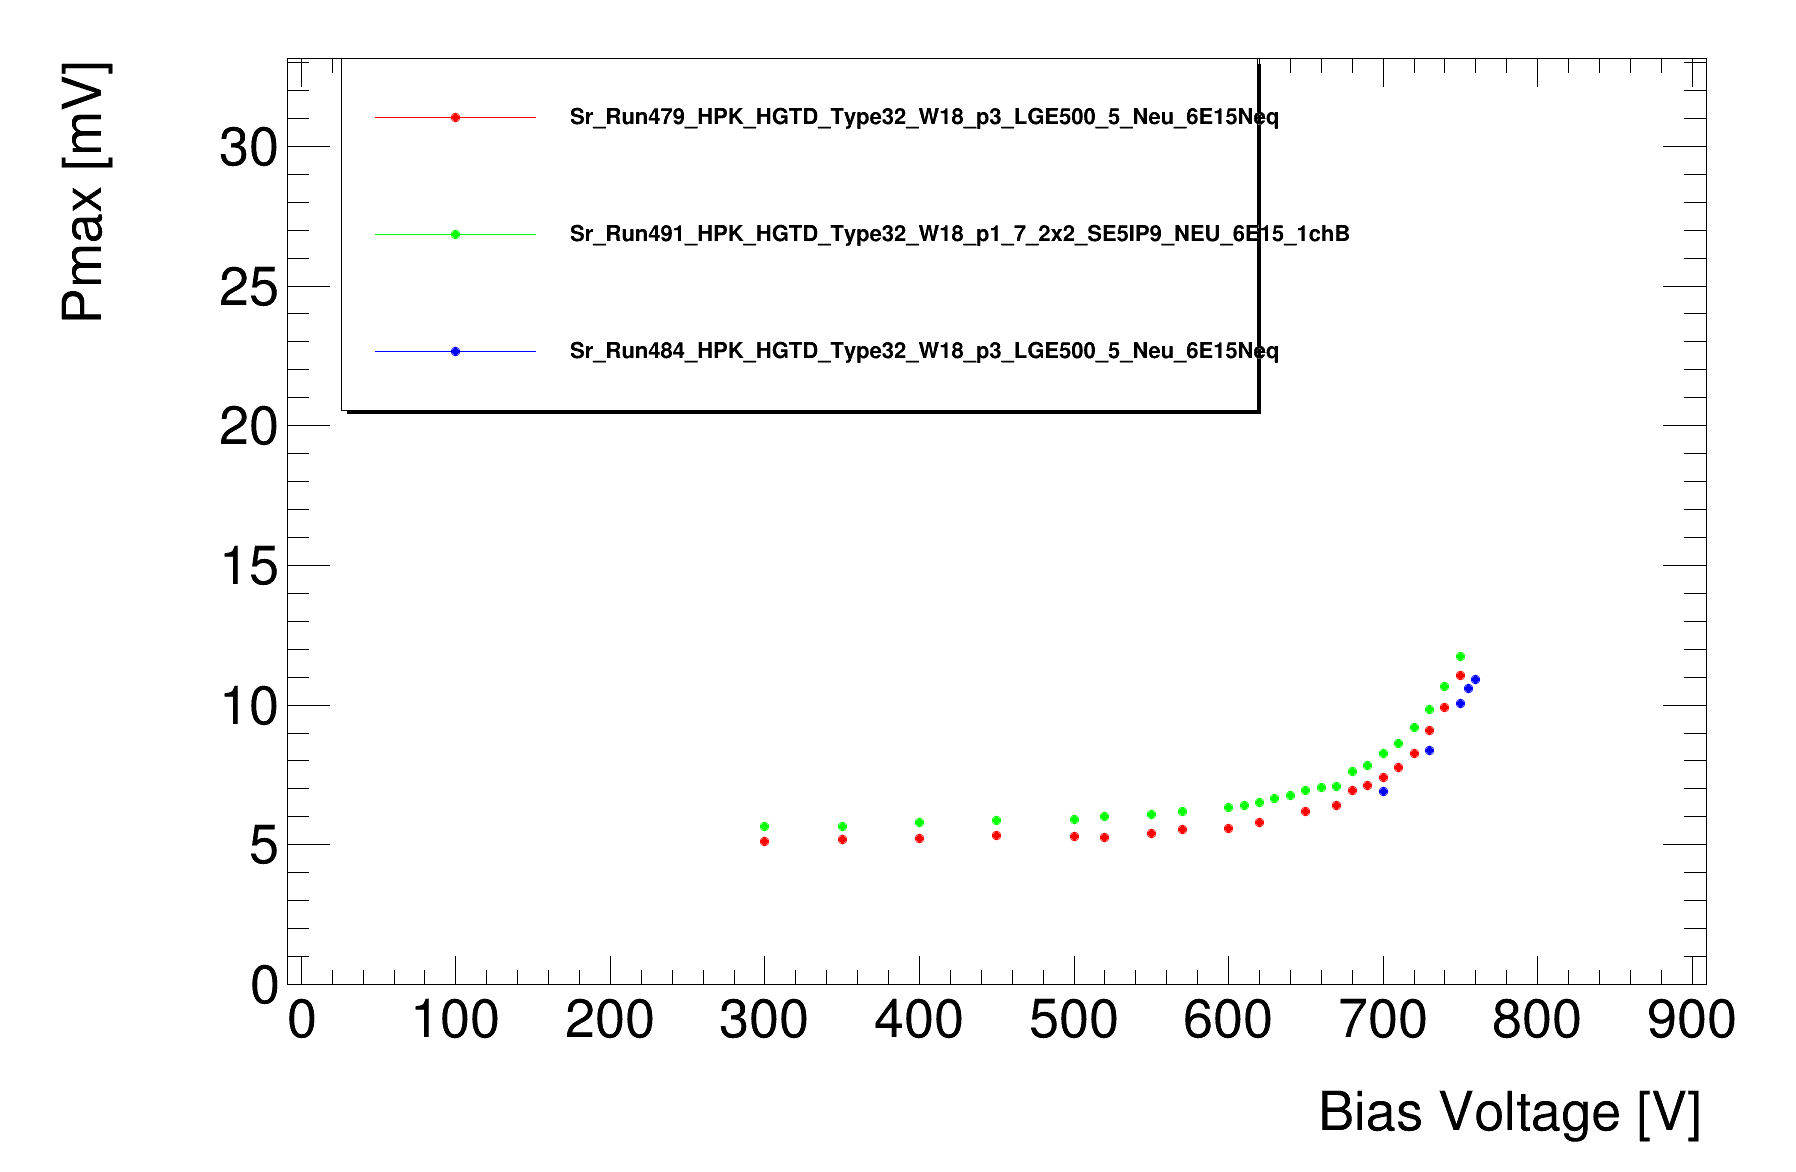 Pmax [mV]
30
25
20
15
10
5
0
Sr_Run479_HPK_HGTD_Type32_W18_p3_LGE500_5_Neu_6E15Neq
Sr_Run491_HPK_HGTD_Type32_W18_p1_7_2x2_SE5IP9_NEU_6E15_1chB
Sr_Run484_HPK_HGTD_Type32_W18_p3_LGE500_5_Neu_6E15Neq
0 100 200 300 400 500 600 700 800 900
Bias Voltage [V]